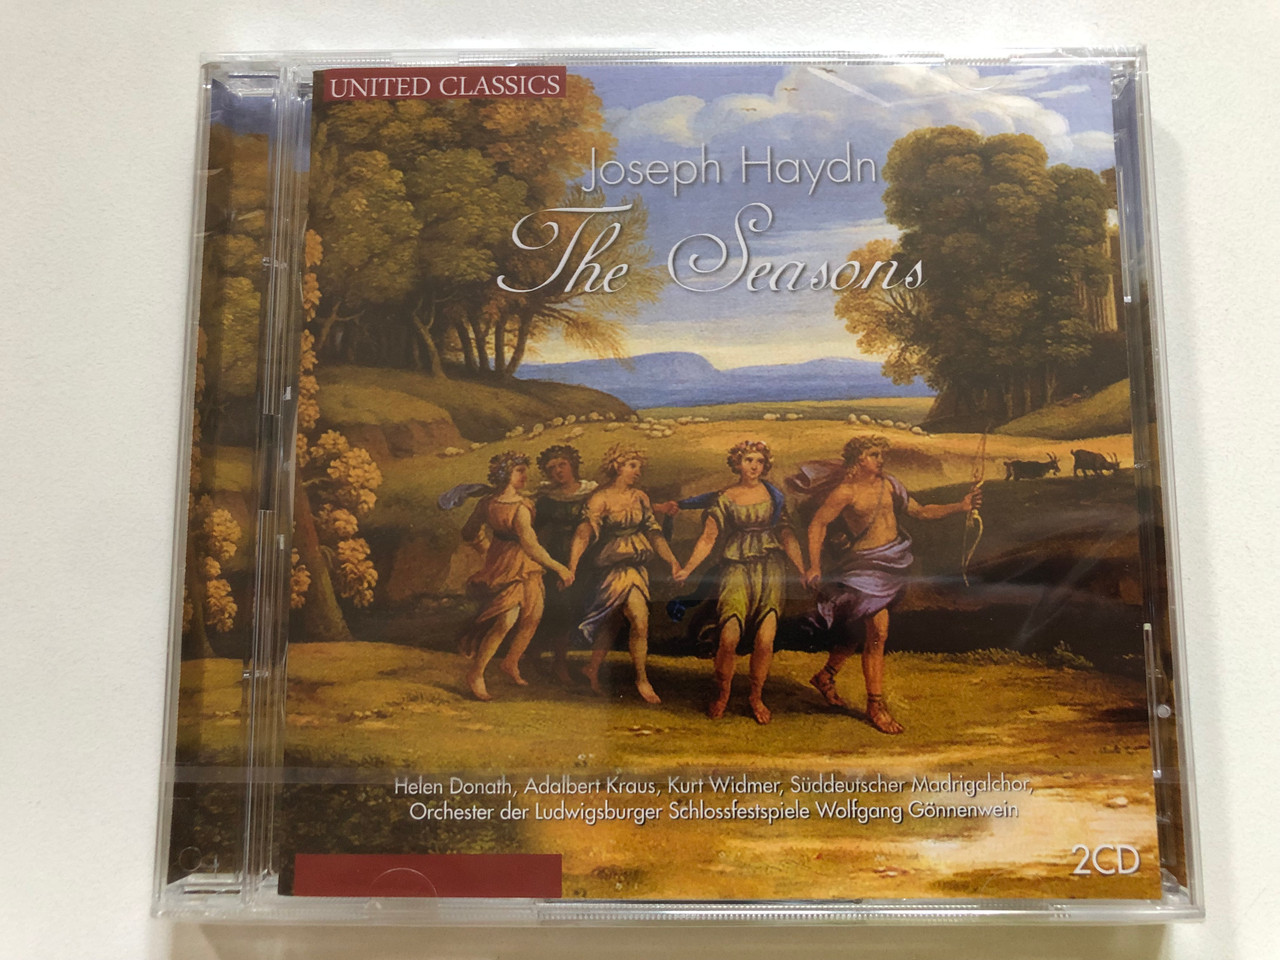 UNITED CLASSICS
Joseph Haydn
The Seasons
Helen Donath, Adalbert Kraus, Kurt Widmer, Süddeutscher Madrigalchor,
Orchester der Ludwigsburger Schlossfestspiele Wolfgang Gönnenwein
2CD